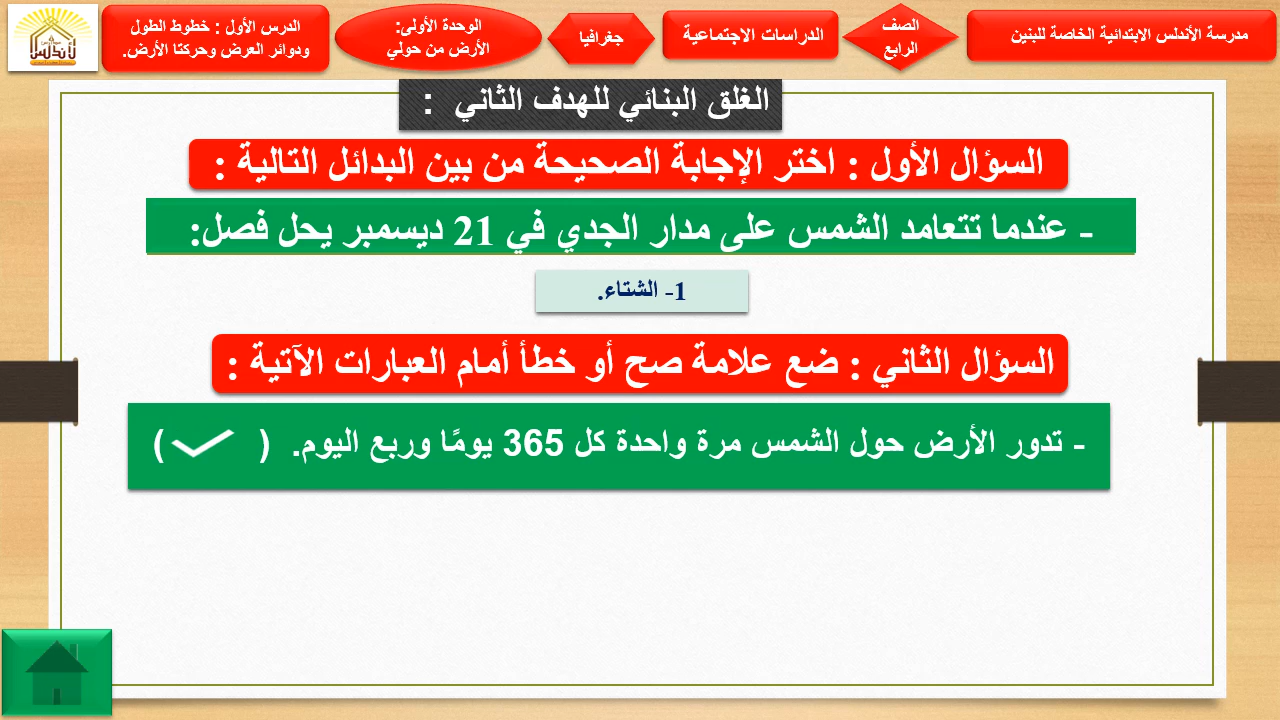 مدرسة الأندلس الابتدائية الخاصة للبنين
الصف
الرابع
الدراسات الاجتماعية
جغرافيا
الوحدة الأولى:
الأرض من حولي
الدرس الأول : خطوط الطول
ودوائر العرض وحركتا الأرض.
الغلق البنائي للهدف الثاني :
السؤال الأول : اختر الإجابة الصحيحة من بين البدائل التالية :
- عندما تتعامد الشمس على مدار الجدي في 21 ديسمبر يحل فصل:
1- الشتاء.
السؤال الثاني : ضع علامة صح أو خطأ أمام العبارات الآتية :
- تدور الأرض حول الشمس مرة واحدة كل 365 يومًا وربع اليوم. ( ✓ )